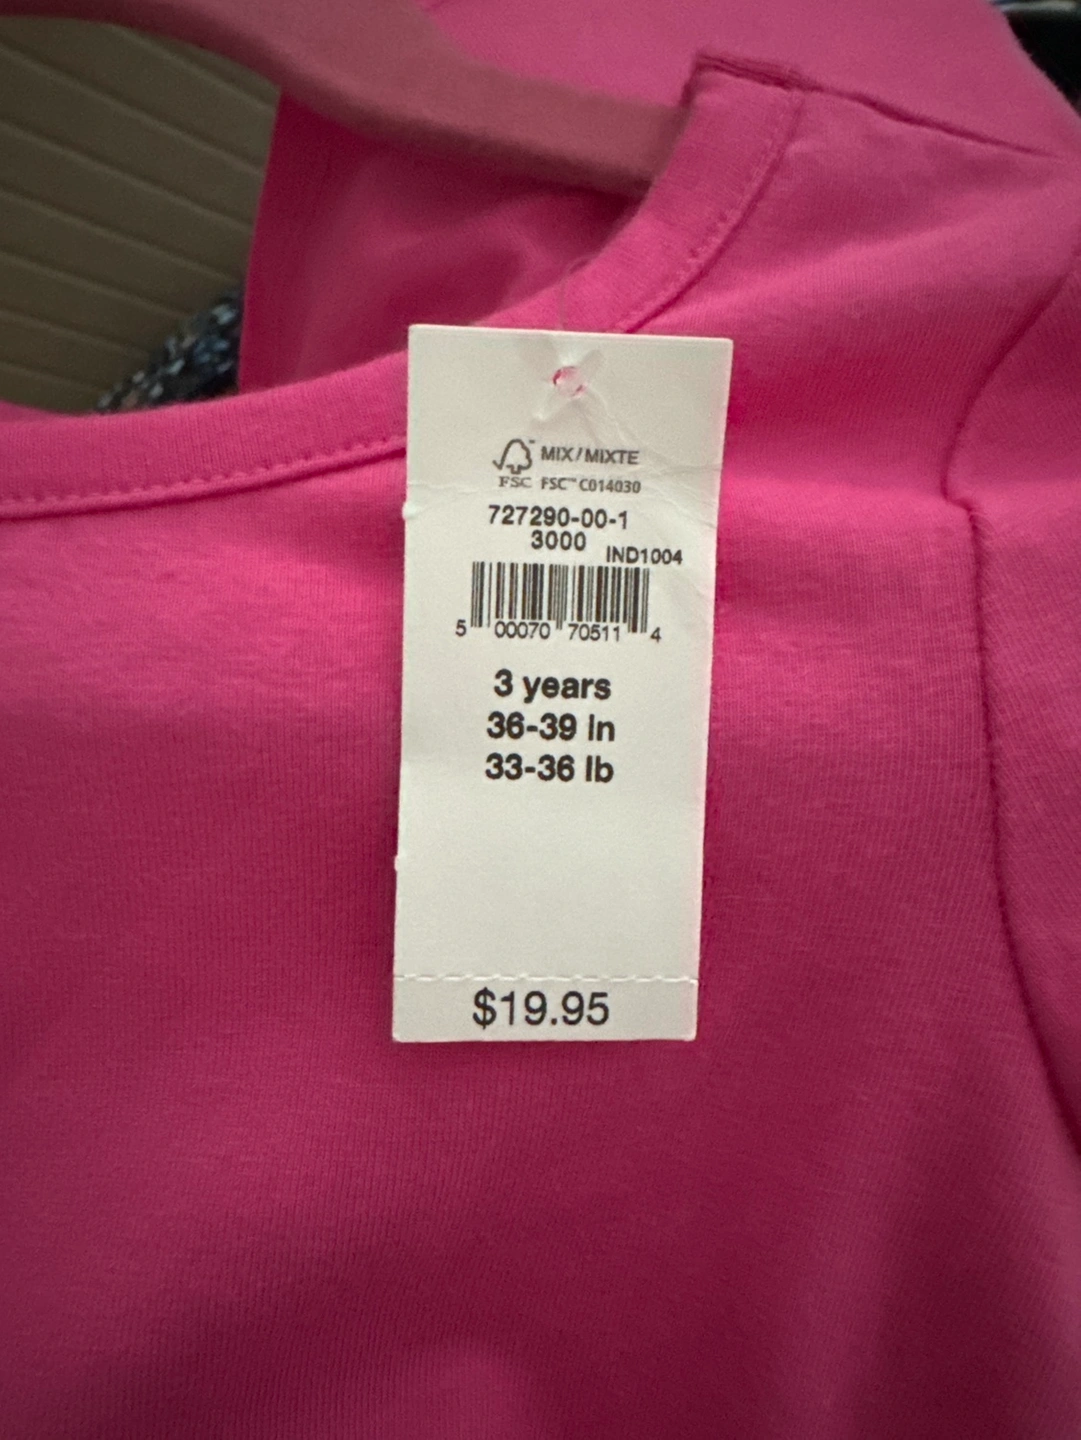 MIX/MIXTE
FSC FSC™ C014030
727290-00-1
3000 IND1004
5 00070 70511 4
3 years
36-39 in
33-36 lb
$19.95